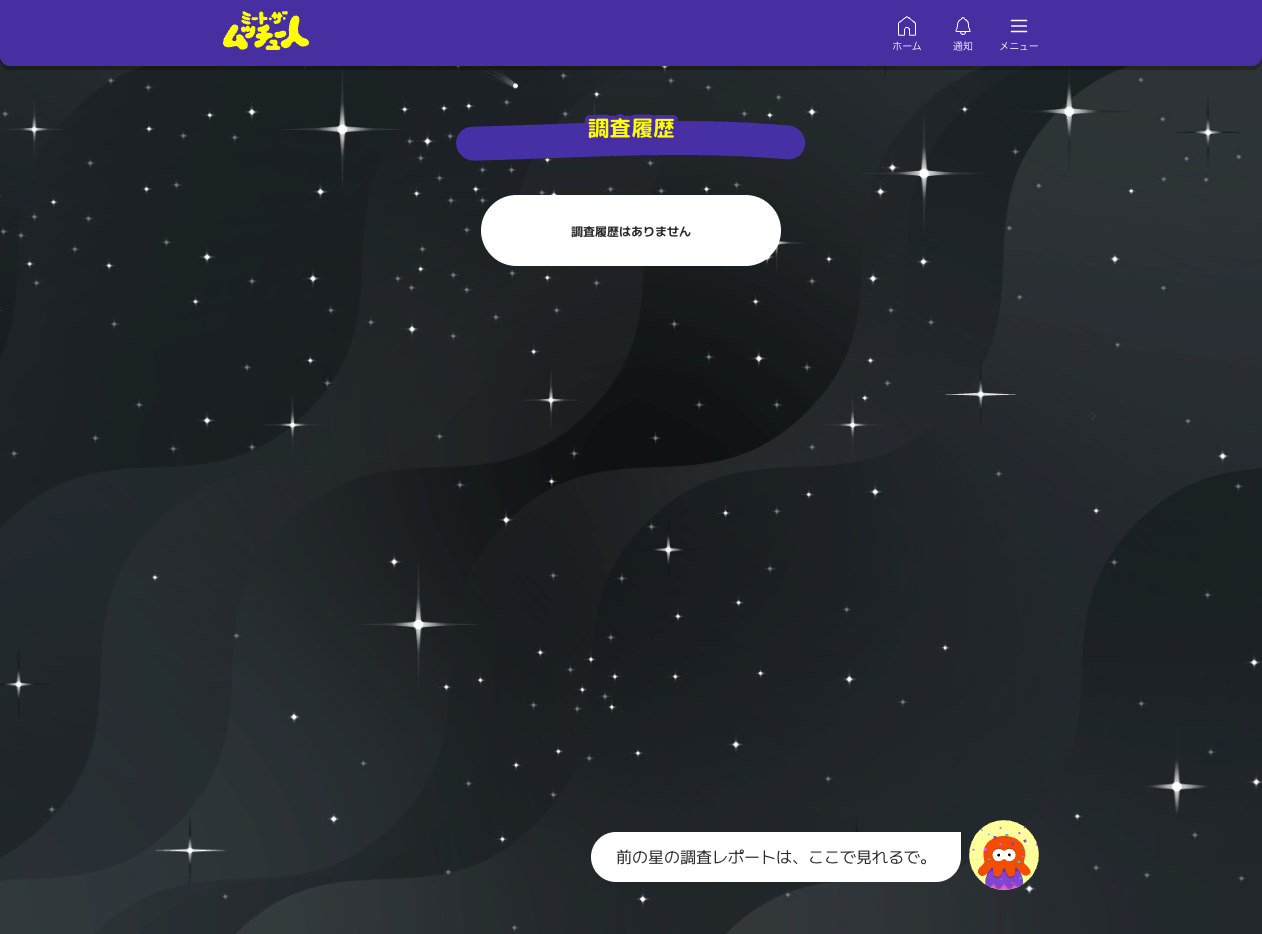 ミート・ザ・
ムッチュー人
ホーム
通知
メニュー
調査履歴
調査履歴はありません
前の星の調査レポートは、ここで見れるで。